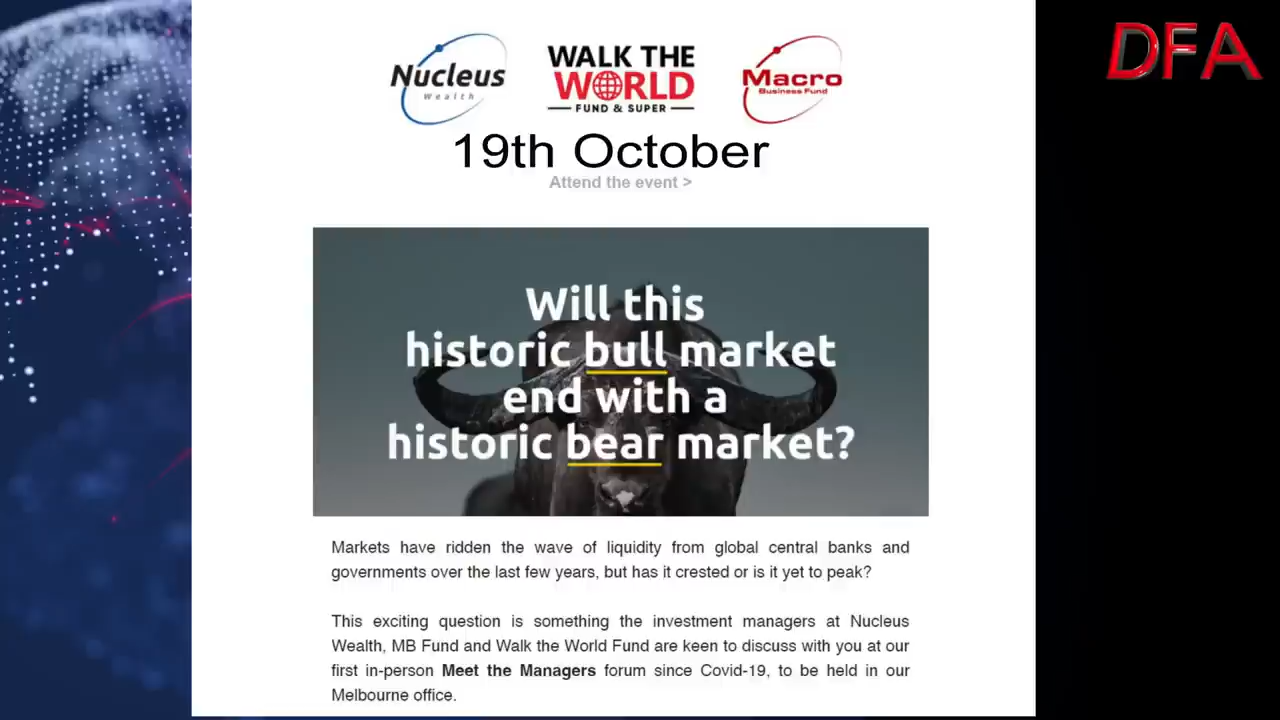 DFA
Nucleus
Wealth
WALK THE
WORLD
FUND & SUPER
Macro
Business Fund
19th October
Attend the event >
Will this
historic bull market
end with a
historic bear market?
Markets have ridden the wave of liquidity from global central banks and
governments over the last few years, but has it crested or is it yet to peak?
This exciting question is something the investment managers at Nucleus
Wealth, MB Fund and Walk the World Fund are keen to discuss with you at our
first in-person Meet the Managers forum since Covid-19, to be held in our
Melbourne office.